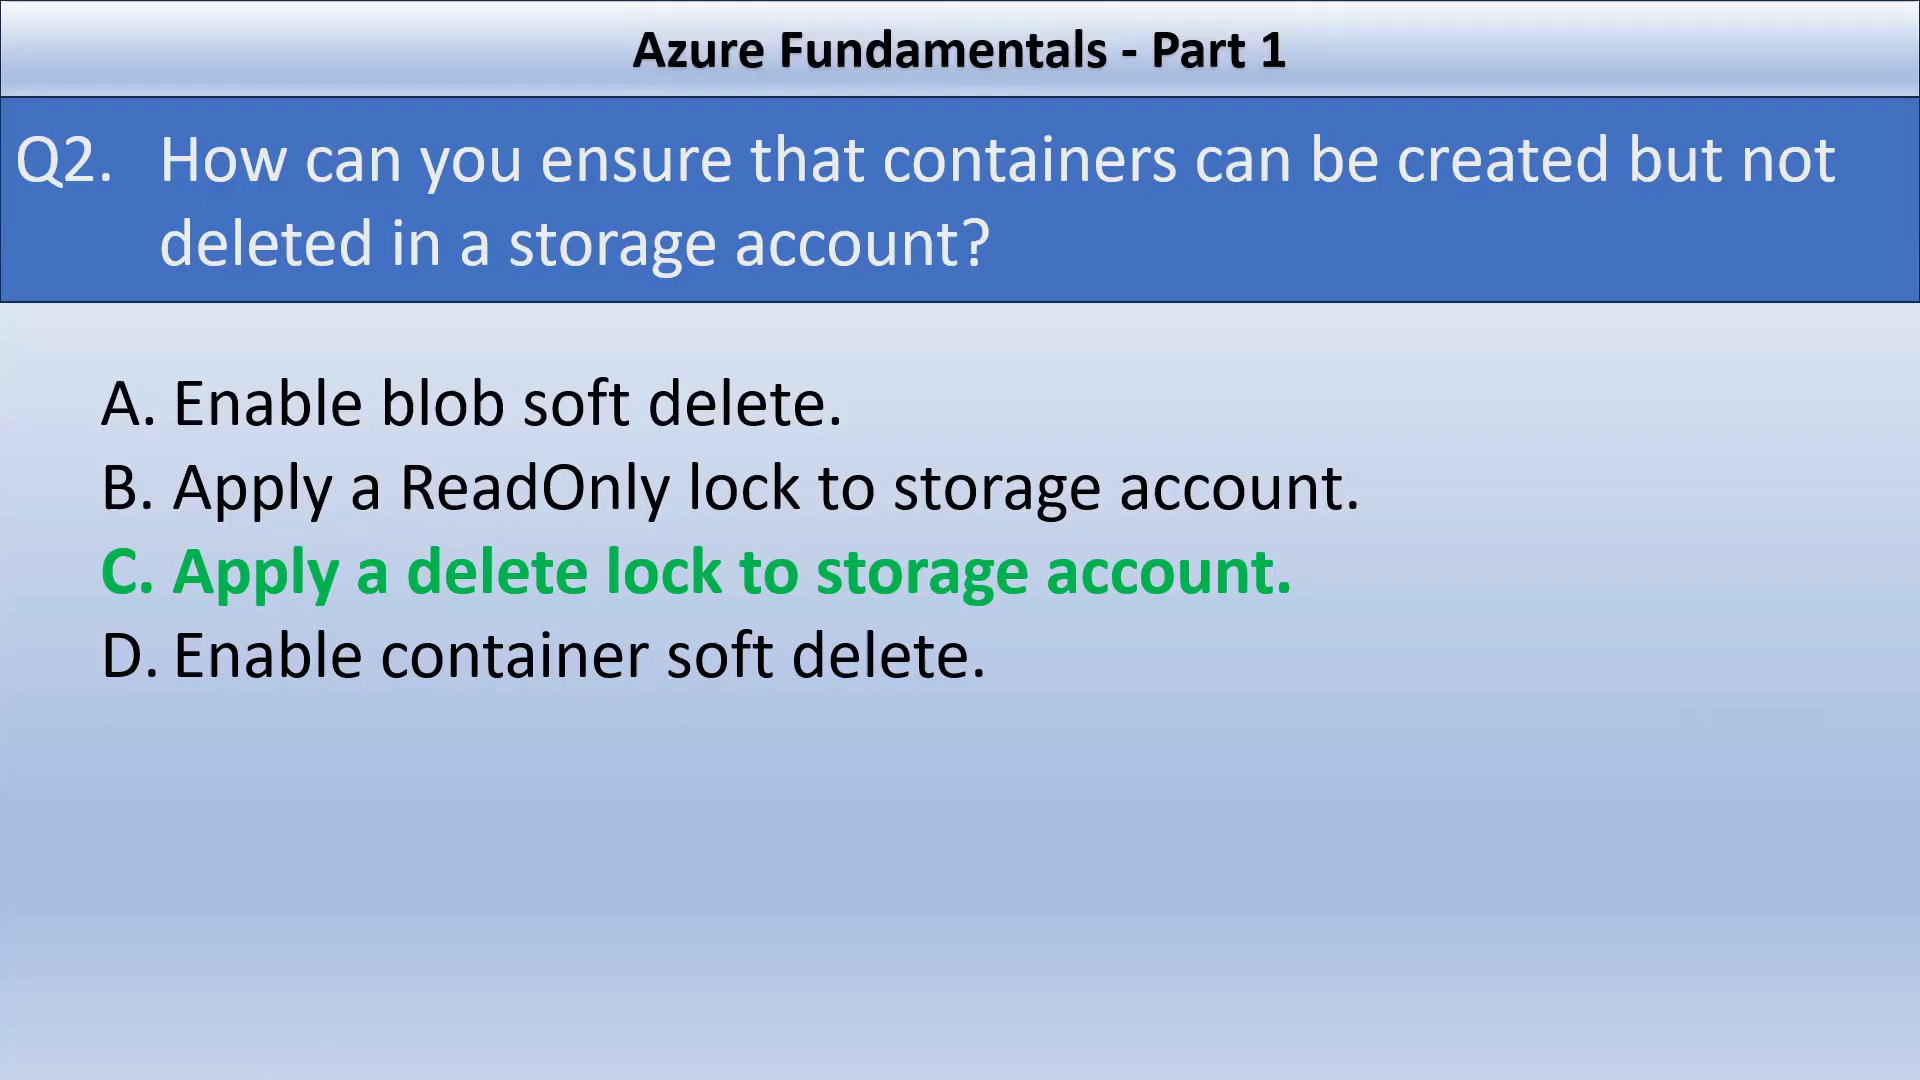 Azure Fundamentals - Part 1
Q2. How can you ensure that containers can be created but not
deleted in a storage account?
A. Enable blob soft delete.
B. Apply a ReadOnly lock to storage account.
C. Apply a delete lock to storage account.
D. Enable container soft delete.